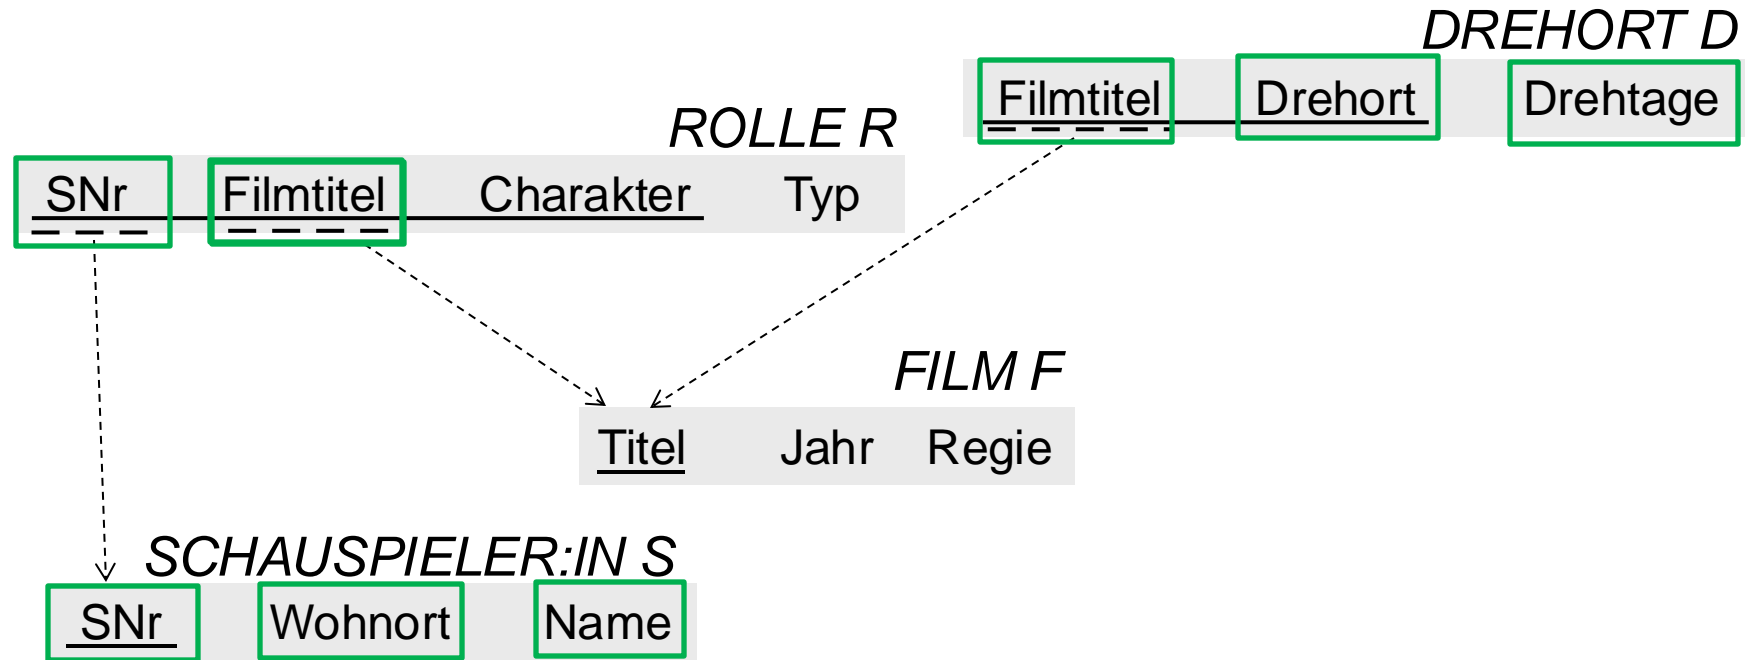 DREHORT D
Filmtitel Drehort Drehtage
ROLLE R
SNr Filmtitel Charakter Typ
FILM F
Titel Jahr Regie
SCHAUSPIELER:IN S
SNr Wohnort Name